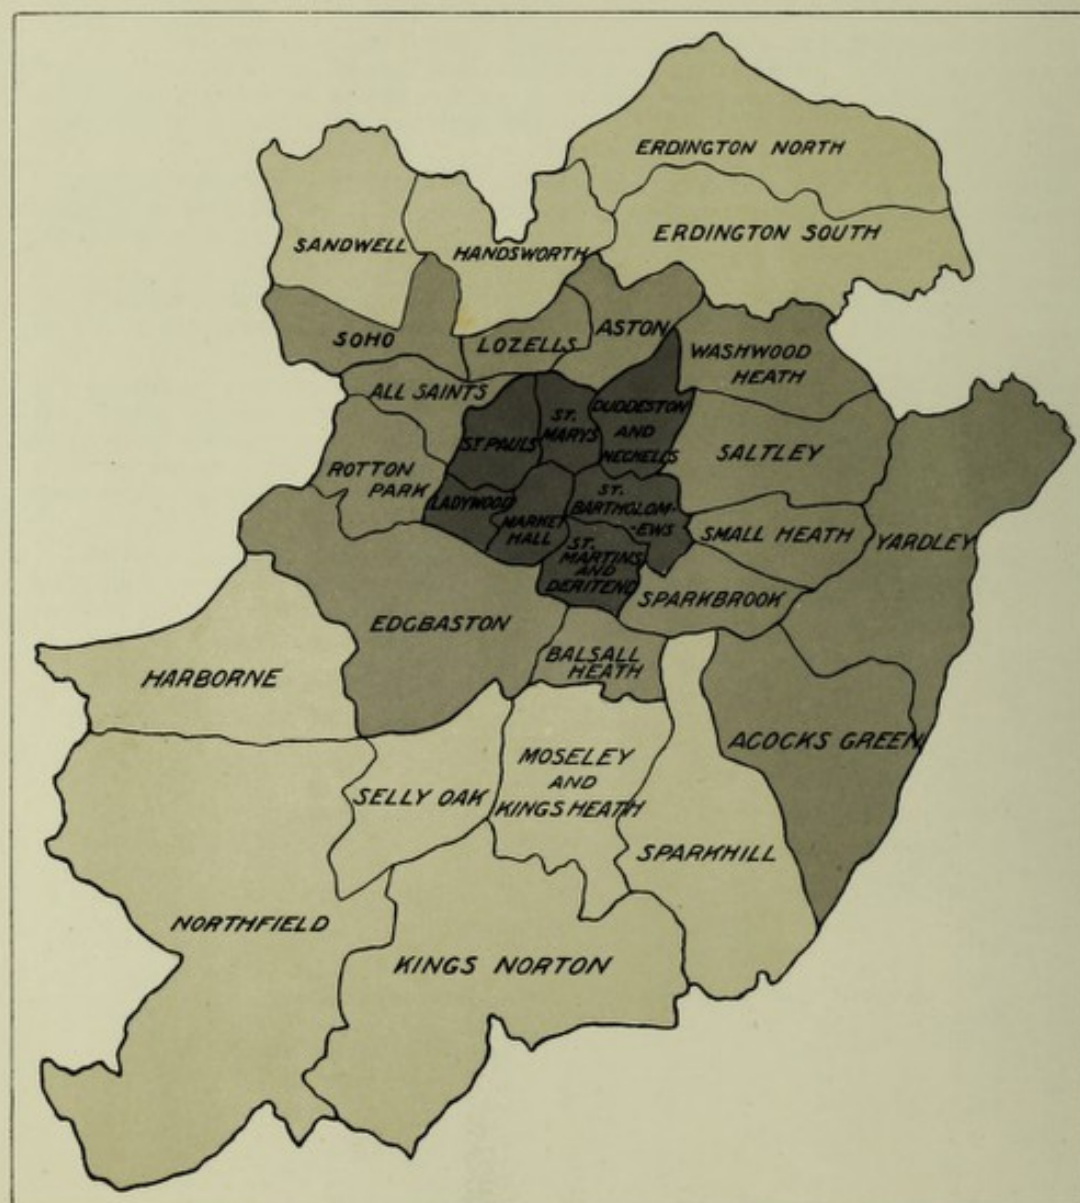 ERDINGTON NORTH
ERDINGTON SOUTH
SANDWELL
HANDSWORTH
SOHO
LOZELLS
ASTON
WASHWOOD
HEATH
ALL SAINTS
ST. PAULS
ST.
MARYS
DUDDESTON
AND
NECHELLS
SALTLEY
ROTTON
PARK
LADYWOOD
MARKET
HALL
ST.
BARTHOLOM-
-EWS
ST.
MARTINS
AND
DERITEND
SMALL HEATH
YARDLEY
SPARKBROOK
EDGBASTON
BALSALL
HEATH
HARBORNE
ACOCKS GREEN
MOSELEY
AND
KINGS HEATH
SELLY OAK
SPARKHILL
NORTHFIELD
KINGS NORTON